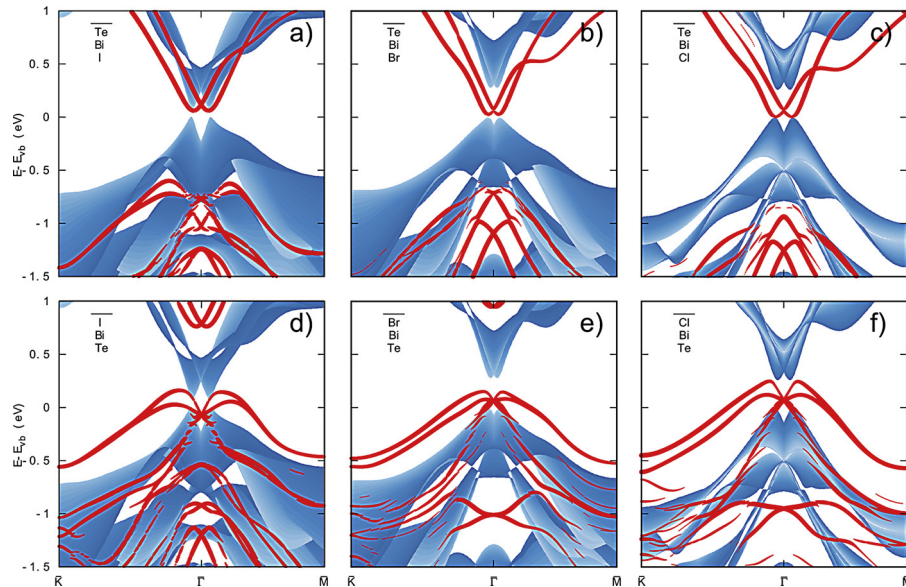 a)
Te
Bi
I
b)
Te
Bi
Br
c)
Te
Bi
Cl
1
0.5
0
-0.5
-1
-1.5
E-E_vb (eV)
d)
I
Bi
Te
e)
Br
Bi
Te
f)
Cl
Bi
Te
1
0.5
0
-0.5
-1
-1.5
E-E_vb (eV)
K̄ Γ̄ M̄ K̄ Γ̄ M̄ K̄ Γ̄